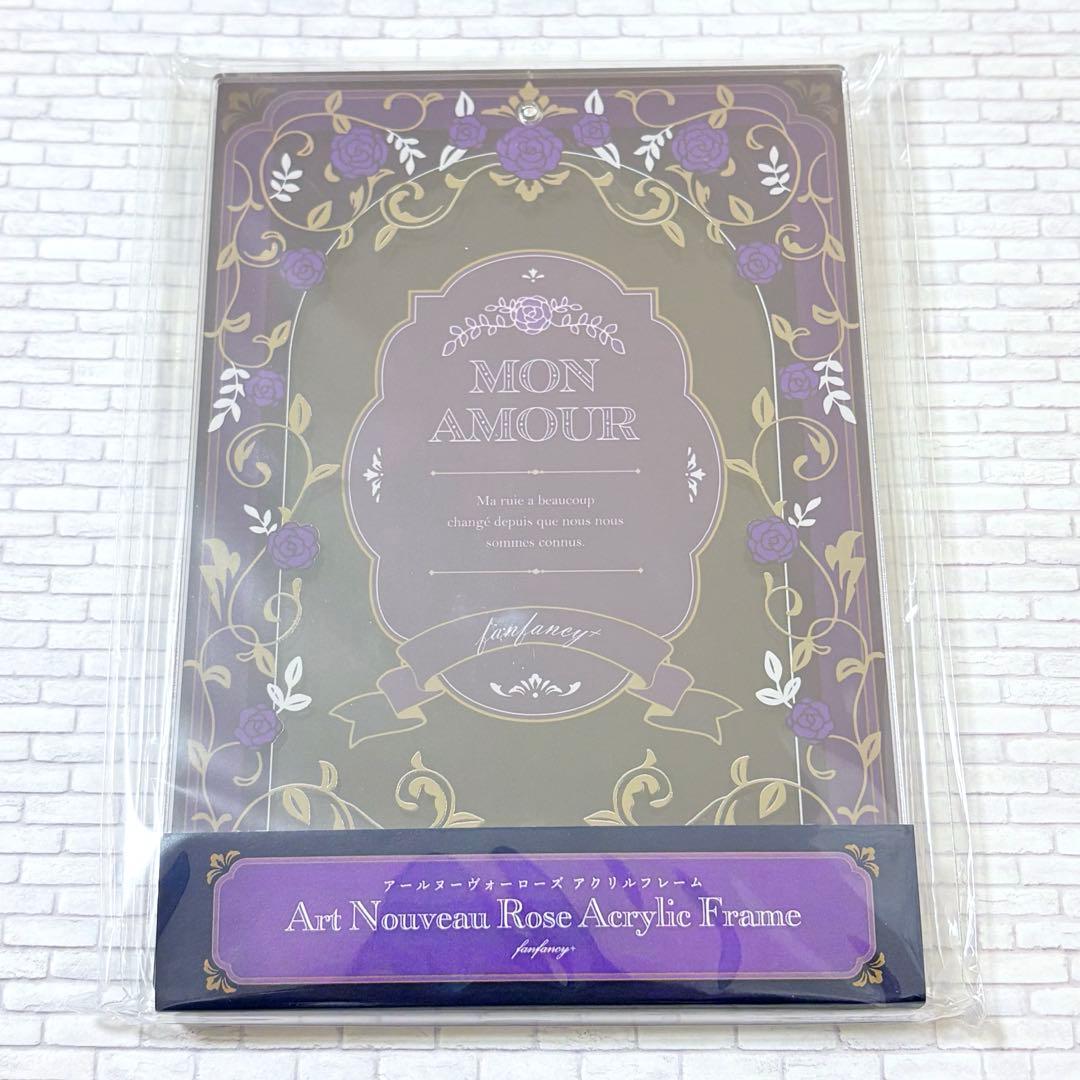 MON
AMOUR
Ma ruie a beaucoup
changé depuis que nous nous
sommes connus.
fanfancy+
アールヌーヴォーローズ アクリルフレーム
Art Nouveau Rose Acrylic Frame
fanfancy+